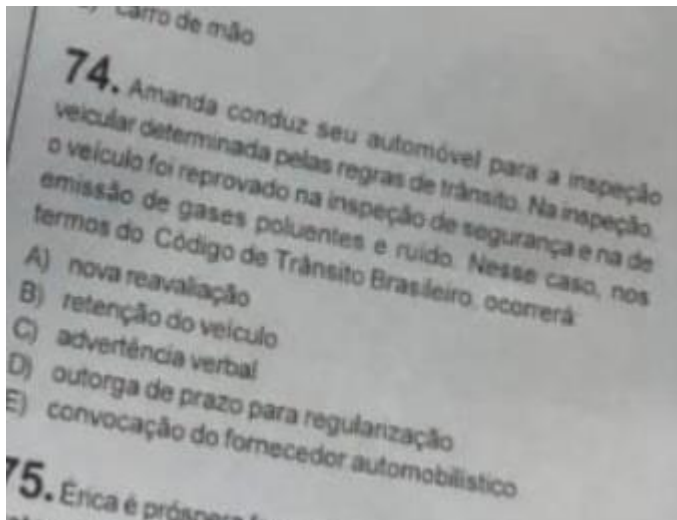 carro de mão
74. Amanda conduz seu automóvel para a inspeção
veicular determinada pelas regras de trânsito. Na inspeção,
o veículo foi reprovado na inspeção de segurança e na de
emissão de gases poluentes e ruído. Nesse caso, nos
termos do Código de Trânsito Brasileiro, ocorrerá
A) nova reavaliação
B) retenção do veículo
C) advertência verbal
D) outorga de prazo para regularização
E) convocação do fornecedor automobilístico
75. Érica é